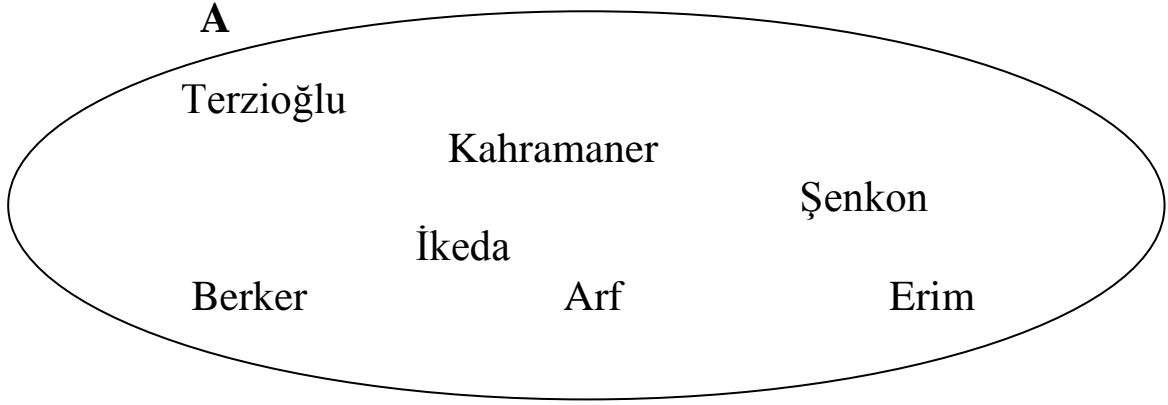 A
Terzioğlu
Kahramaner
Şenkon
İkeda
Berker Arf Erim